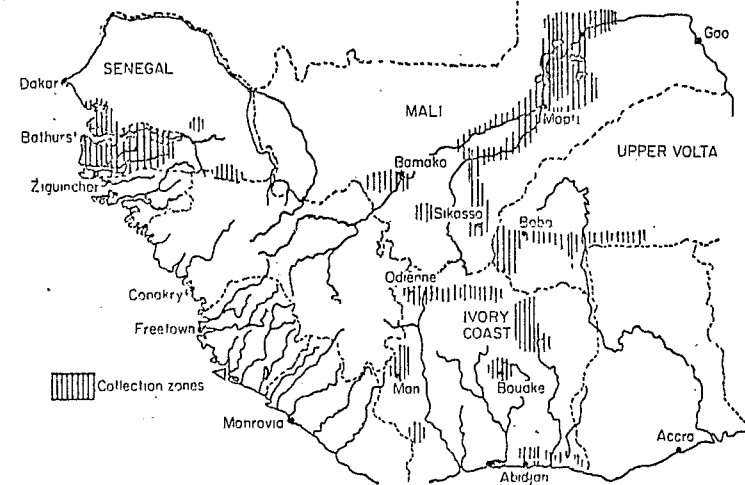 Gao
SENEGAL
Dakar
MALI
Mopti
Bathurst
UPPER VOLTA
Bamako
Ziguinchor
Sikasso
Bobo
Odienne
Conakry
IVORY
COAST
Freetown
Collection zones
Man
Bouake
Monrovia
Accra
Abidjan